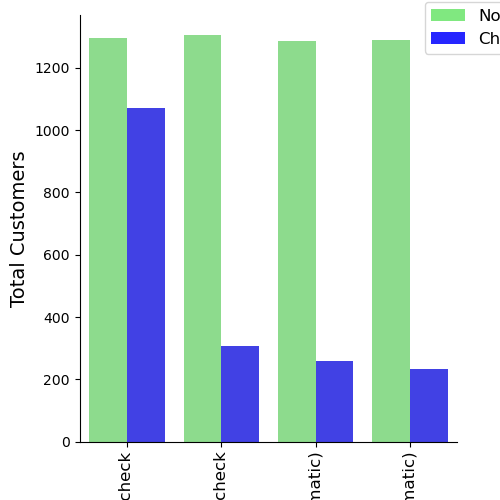 No
Ch
1200
1000
800
600
400
200
0
Total Customers
check
check
matic)
matic)